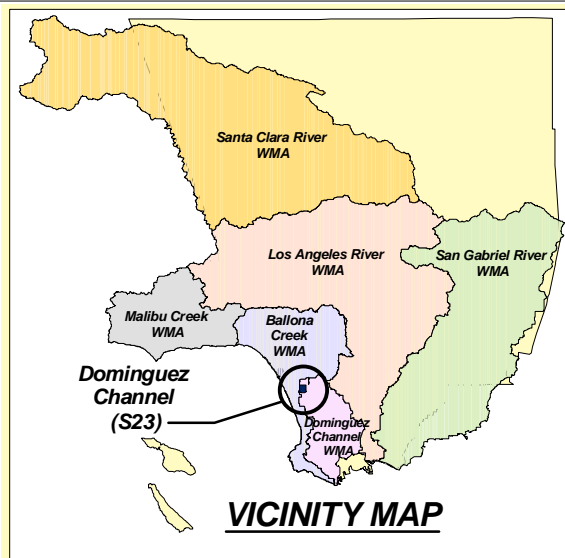 Santa Clara River
WMA
Los Angeles River
WMA
San Gabriel River
WMA
Malibu Creek
WMA
Ballona
Creek
WMA
Dominguez
Channel
(S23)
Dominguez
Channel
WMA
VICINITY MAP